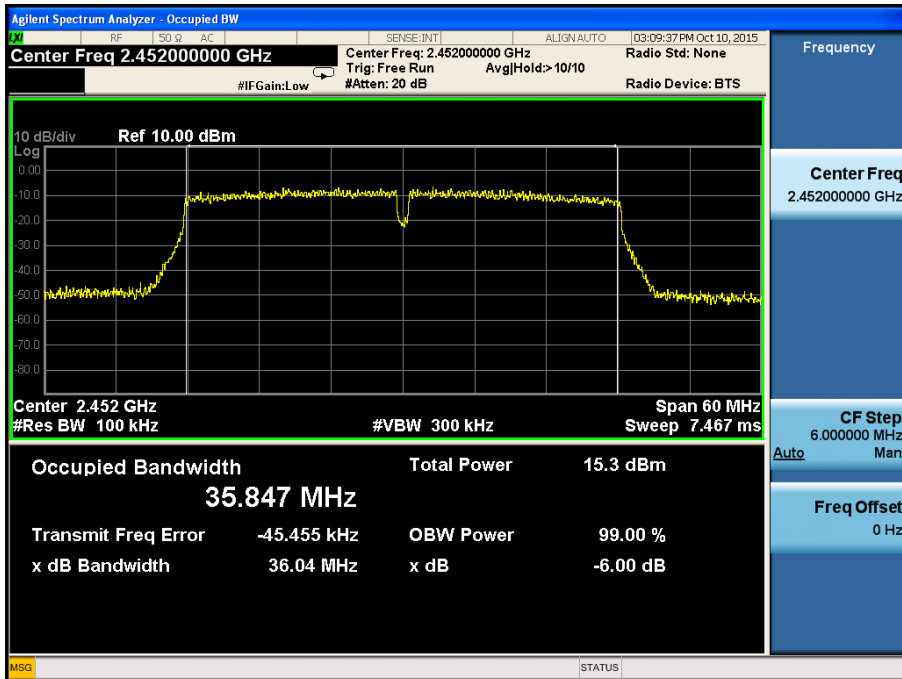 Agilent Spectrum Analyzer - Occupied BW
LXI RF 50 Ω AC SENSE:INT ALIGNAUTO 03:09:37 PM Oct 10, 2015
Center Freq 2.452000000 GHz
Center Freq: 2.452000000 GHz
Radio Std: None
Trig: Free Run Avg|Hold:>10/10
#IFGain:Low
#Atten: 20 dB
Radio Device: BTS
10 dB/div Ref 10.00 dBm
Log
0.00
-10.0
-20.0
-30.0
-40.0
-50.0
-60.0
-70.0
-80.0
Center 2.452 GHz Span 60 MHz
#Res BW 100 kHz #VBW 300 kHz Sweep 7.467 ms
Occupied Bandwidth Total Power 15.3 dBm
35.847 MHz
Transmit Freq Error -45.455 kHz OBW Power 99.00 %
x dB Bandwidth 36.04 MHz x dB -6.00 dB
MSG STATUS
Frequency
Center Freq
2.452000000 GHz
CF Step
6.000000 MHz
Auto Man
Freq Offset
0 Hz